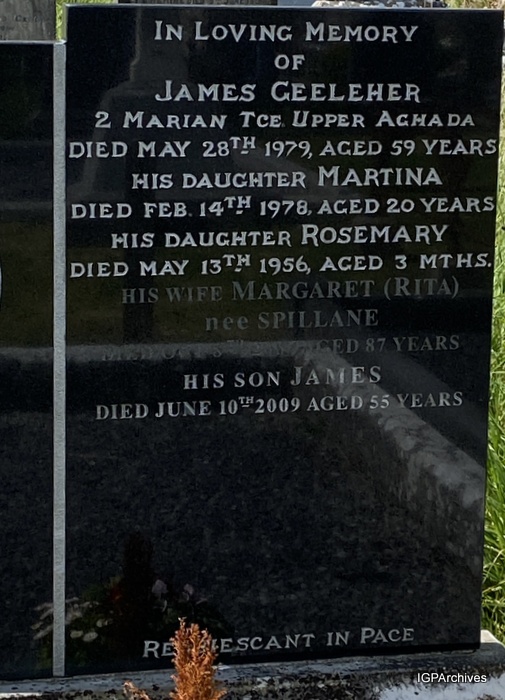 In Loving Memory
of
James Geeleher
2 Marian Tce. Upper Aghada
died May 28TH 1979, aged 59 years
his daughter Martina
died Feb. 14TH 1978, aged 20 years
his daughter Rosemary
died May 13TH 1956, aged 3 mths.
his wife Margaret (Rita)
nee Spillane
aged 87 years
his son James
died June 10TH 2009 aged 55 years
in Pace
IGPArchives